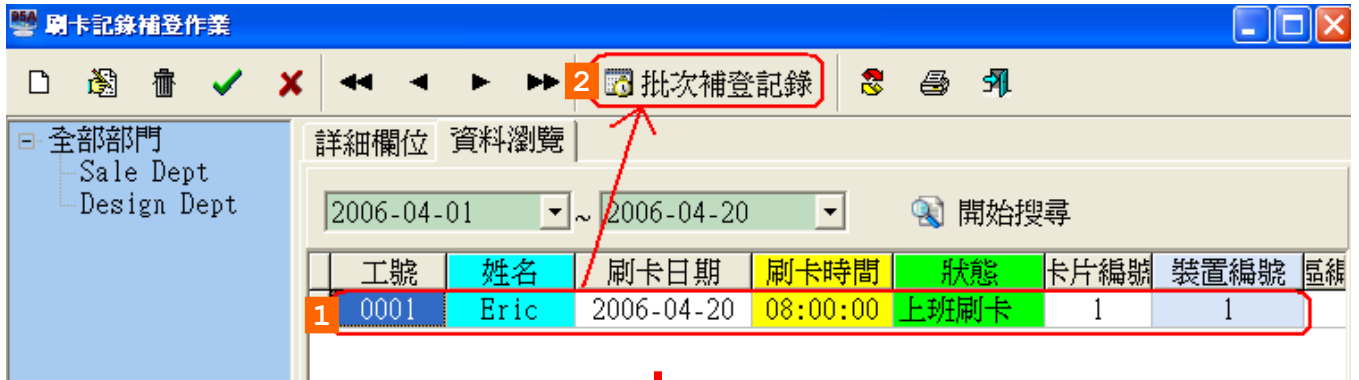 刷卡記錄補登作業
2 批次補登記錄
全部部門
Sale Dept
Design Dept
詳細欄位 資料瀏覽
2006-04-01 ~ 2006-04-20 開始搜尋
工號 姓名 刷卡日期 刷卡時間 狀態 卡片編號 裝置編號
1 0001 Eric 2006-04-20 08:00:00 上班刷卡 1 1